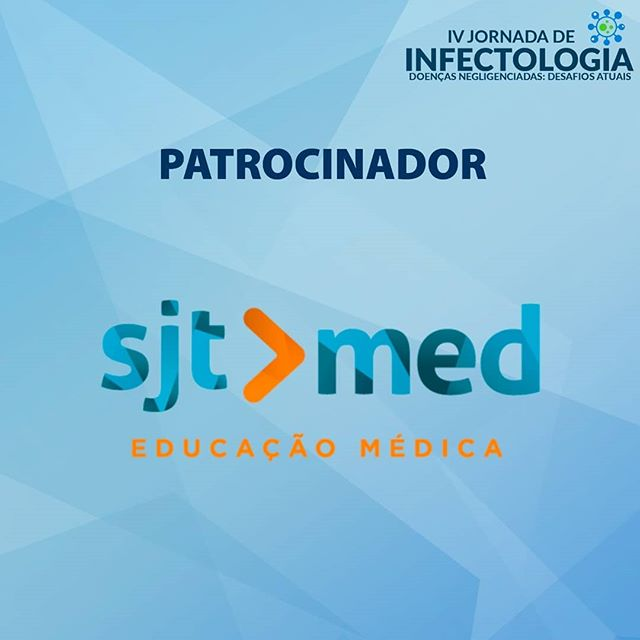 IV JORNADA DE
INFECTOLOGIA
DOENÇAS NEGLIGENCIADAS: DESAFIOS ATUAIS
PATROCINADOR
sjt>med
EDUCAÇÃO MÉDICA